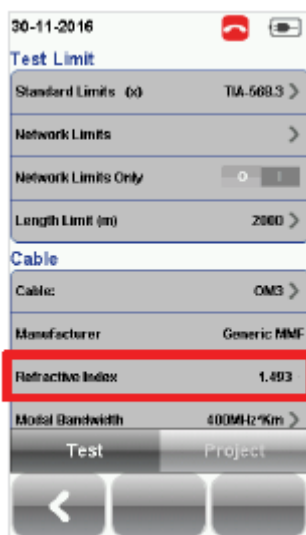 30-11-2016
Test Limit
Standard Limits (x) TIA-568.3
Network Limits
Network Limits Only O I
Length Limit (m) 2000
Cable
Cable: OM3
Manufacturer Generic MMF
Refractive Index 1.493
Modal Bandwidth 400MHz*Km
Test Project